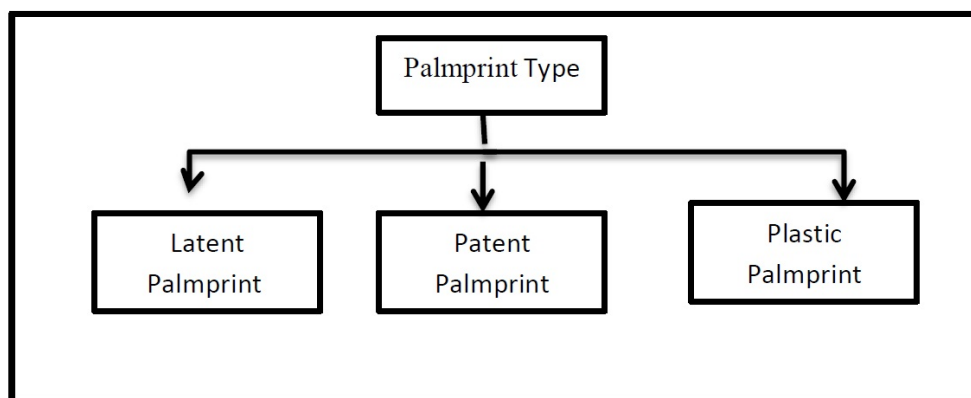 Palmprint Type
Latent
Palmprint
Patent
Palmprint
Plastic
Palmprint